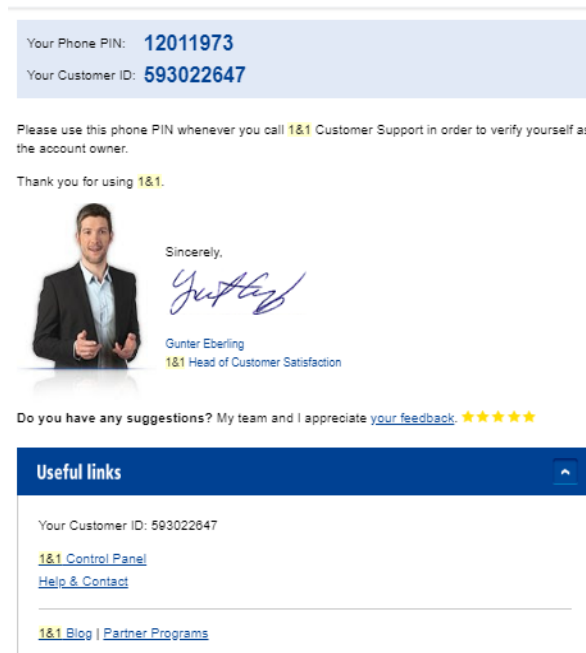 Your Phone PIN: 12011973
Your Customer ID: 593022647
Please use this phone PIN whenever you call 1&1 Customer Support in order to verify yourself as
the account owner.
Thank you for using 1&1.
Sincerely,
Gunter Eberling
1&1 Head of Customer Satisfaction
Do you have any suggestions? My team and I appreciate your feedback.
Useful links
Your Customer ID: 593022647
1&1 Control Panel
Help & Contact
1&1 Blog | Partner Programs